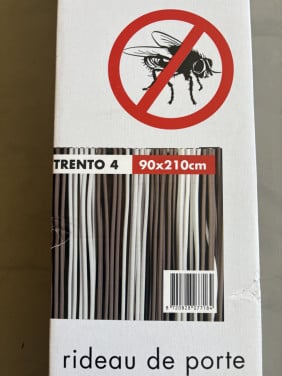 TRENTO 4 90x210cm
rideau de porte